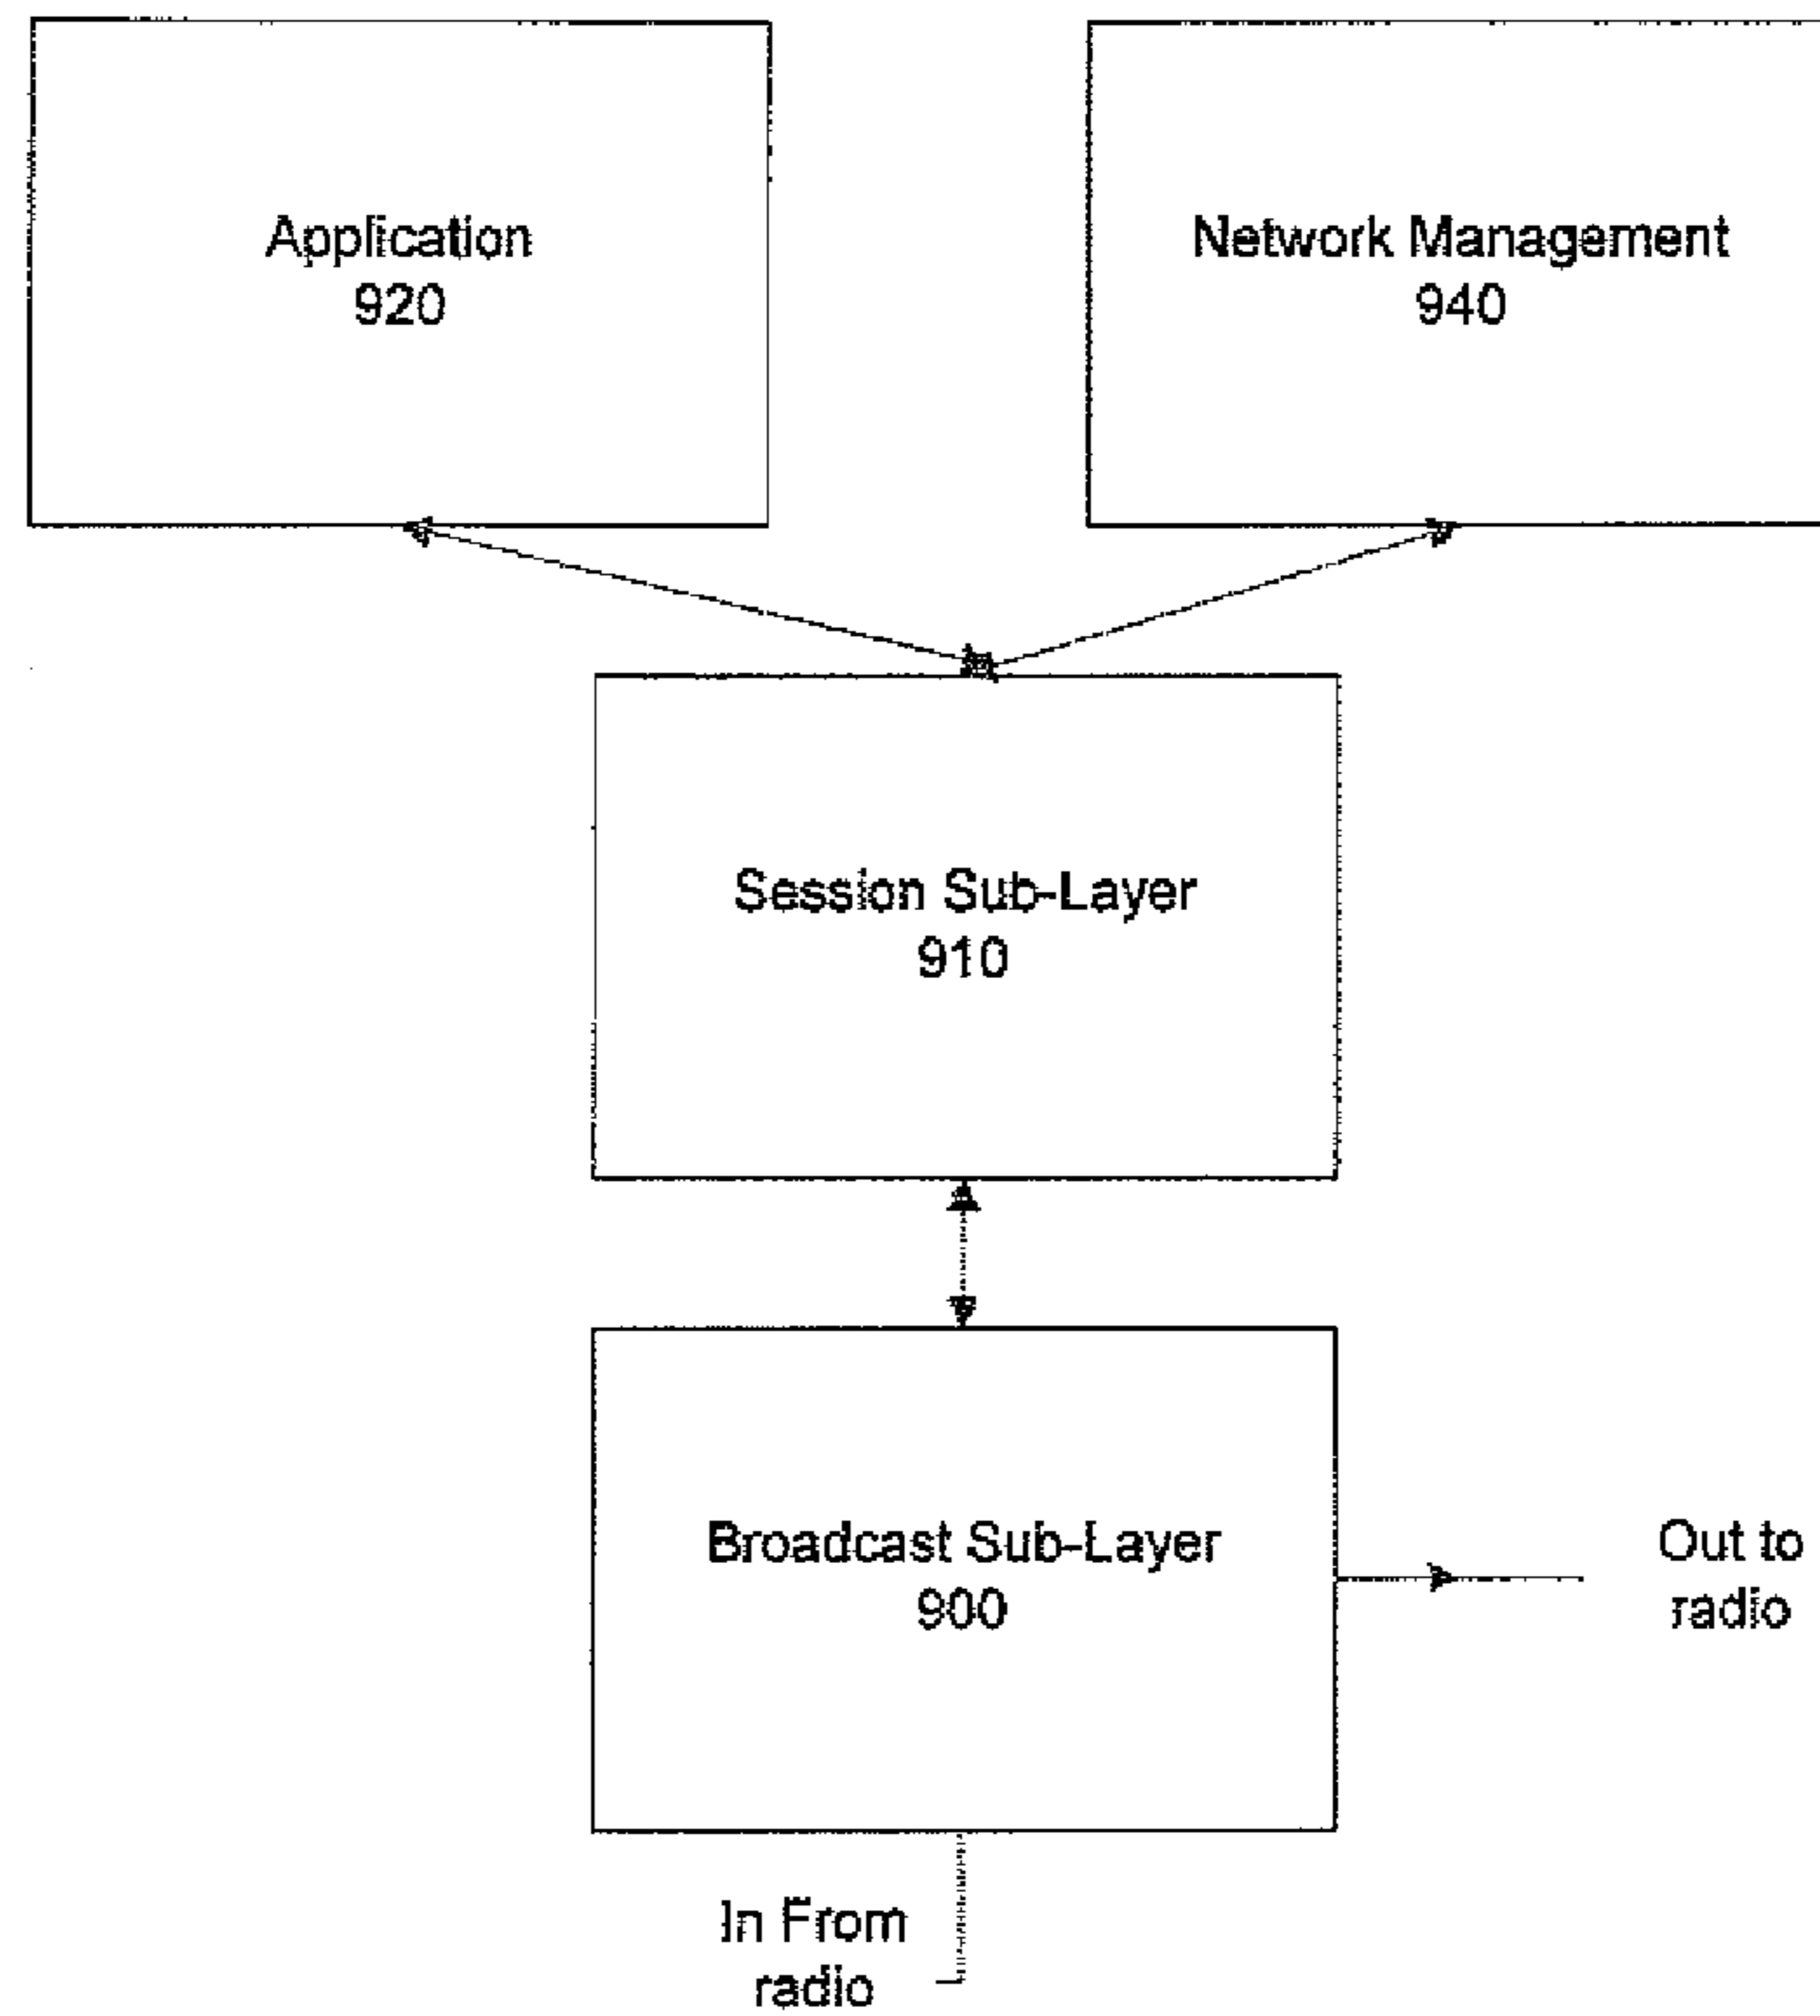 Application
920
Network Management
940
Session Sub-Layer
910
Broadcast Sub-Layer
900
Out to
radio
In From
radio